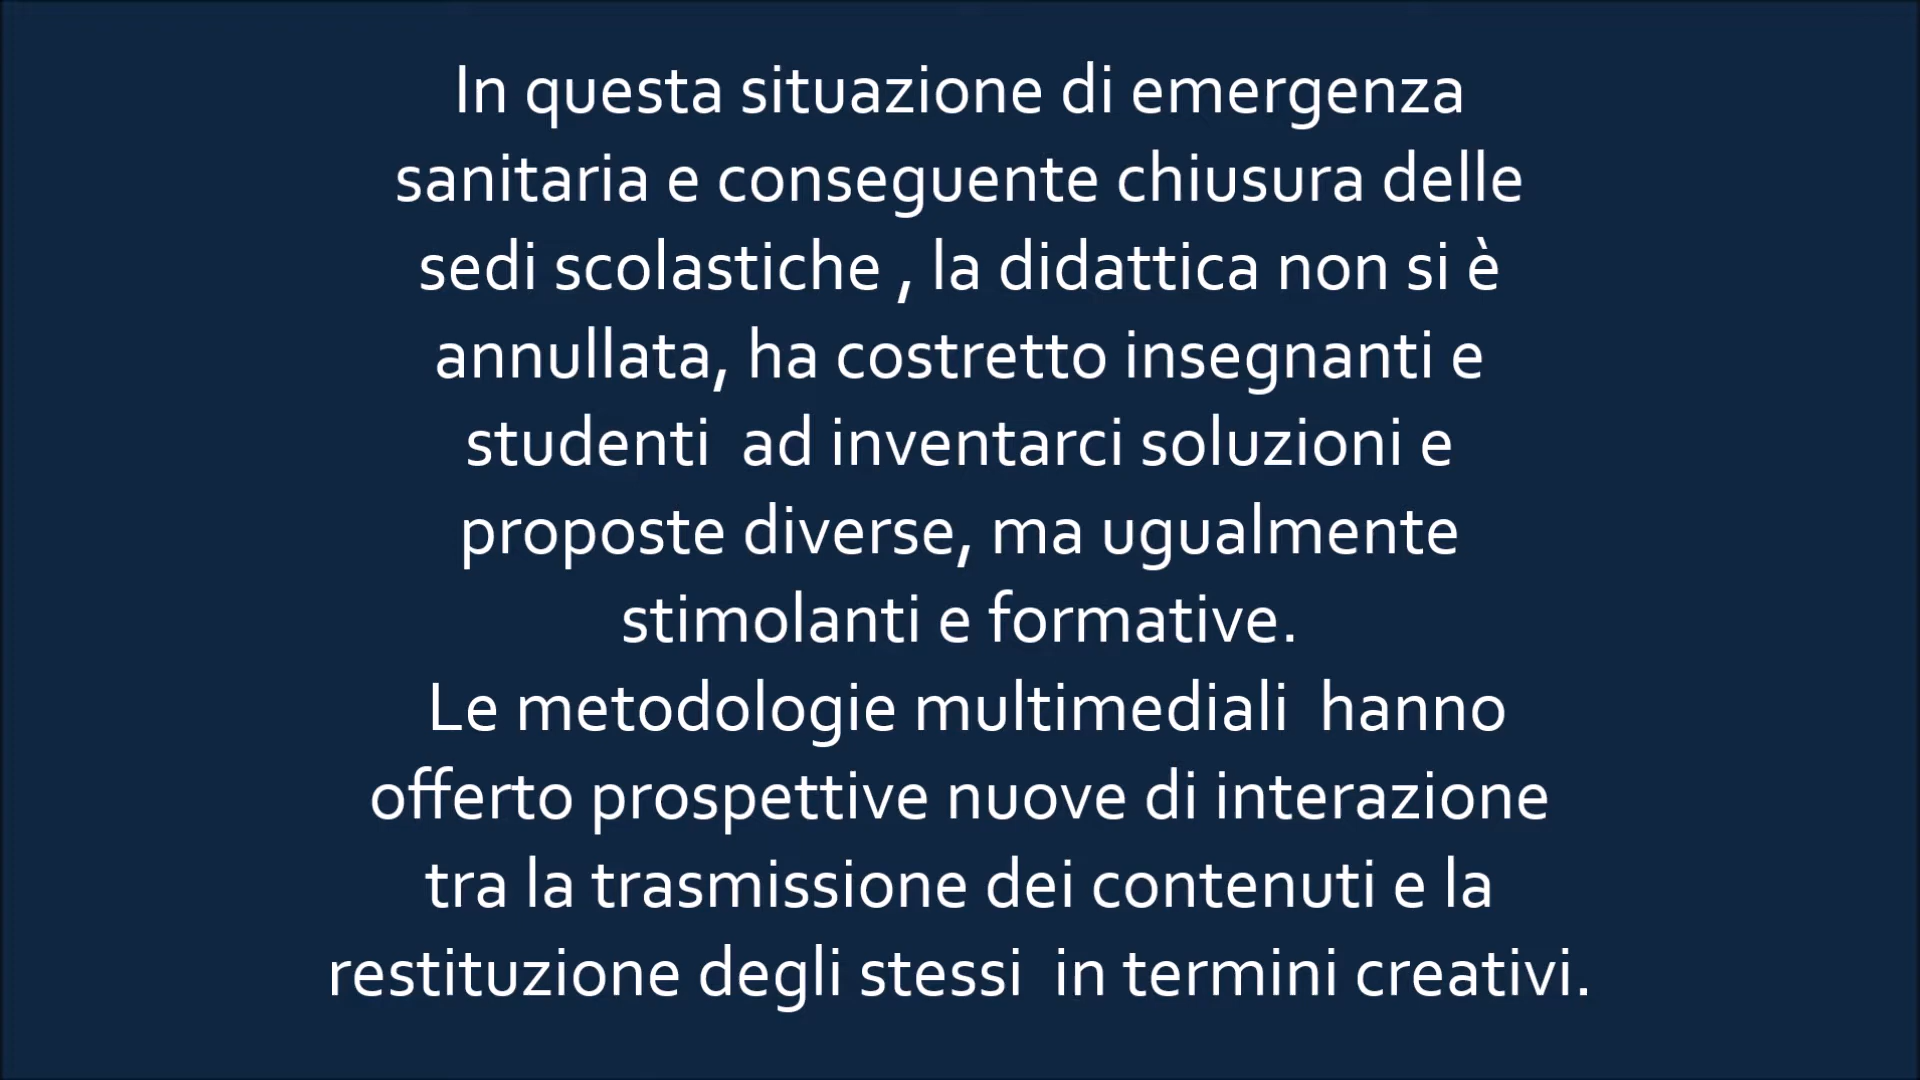 In questa situazione di emergenza
sanitaria e conseguente chiusura delle
sedi scolastiche , la didattica non si è
annullata, ha costretto insegnanti e
studenti  ad inventarci soluzioni e
proposte diverse, ma ugualmente
stimolanti e formative.
Le metodologie multimediali  hanno
offerto prospettive nuove di interazione
tra la trasmissione dei contenuti e la
restituzione degli stessi  in termini creativi.